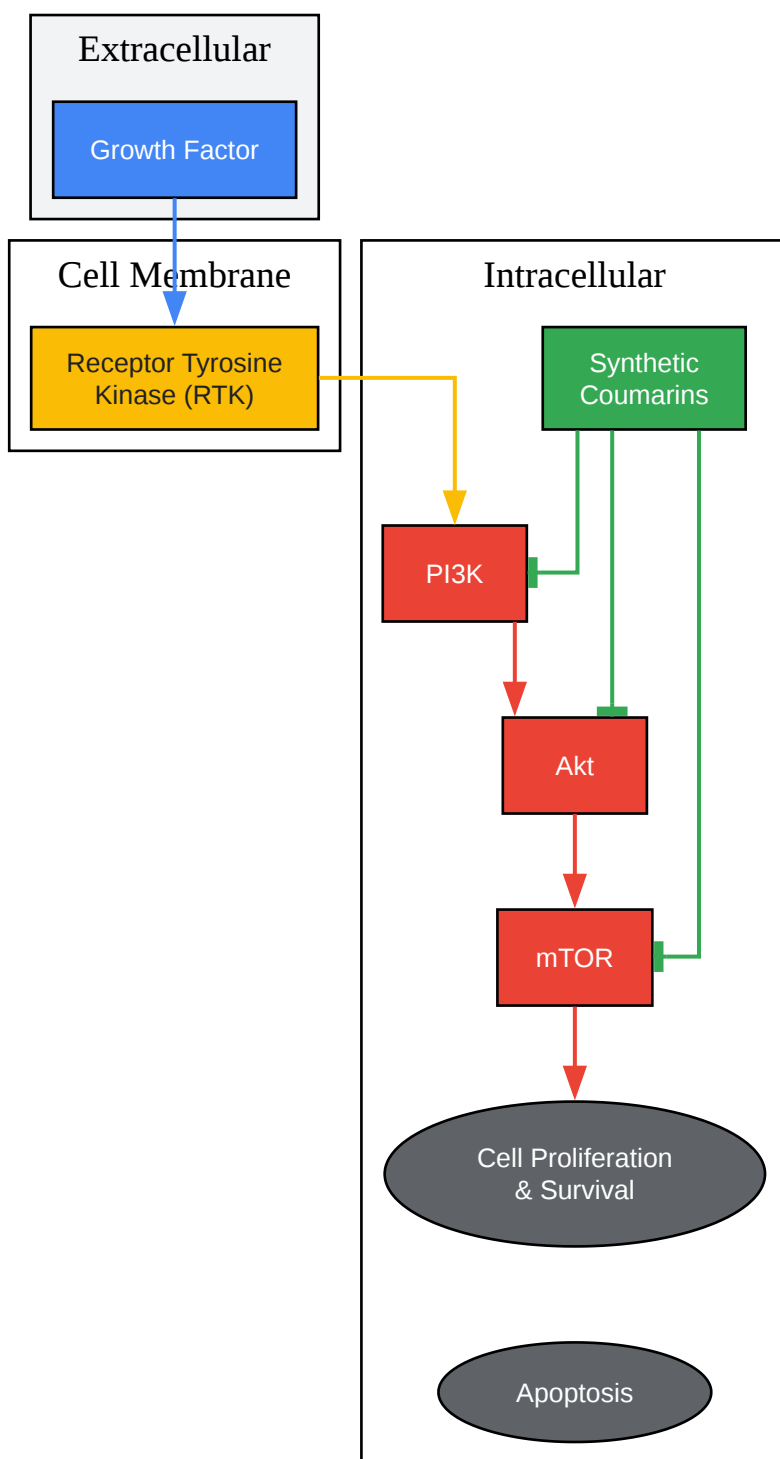 Extracellular
Growth Factor
Cell Membrane
Receptor Tyrosine
Kinase (RTK)
Intracellular
Synthetic
Coumarins
PI3K
Akt
mTOR
Cell Proliferation
& Survival
Apoptosis